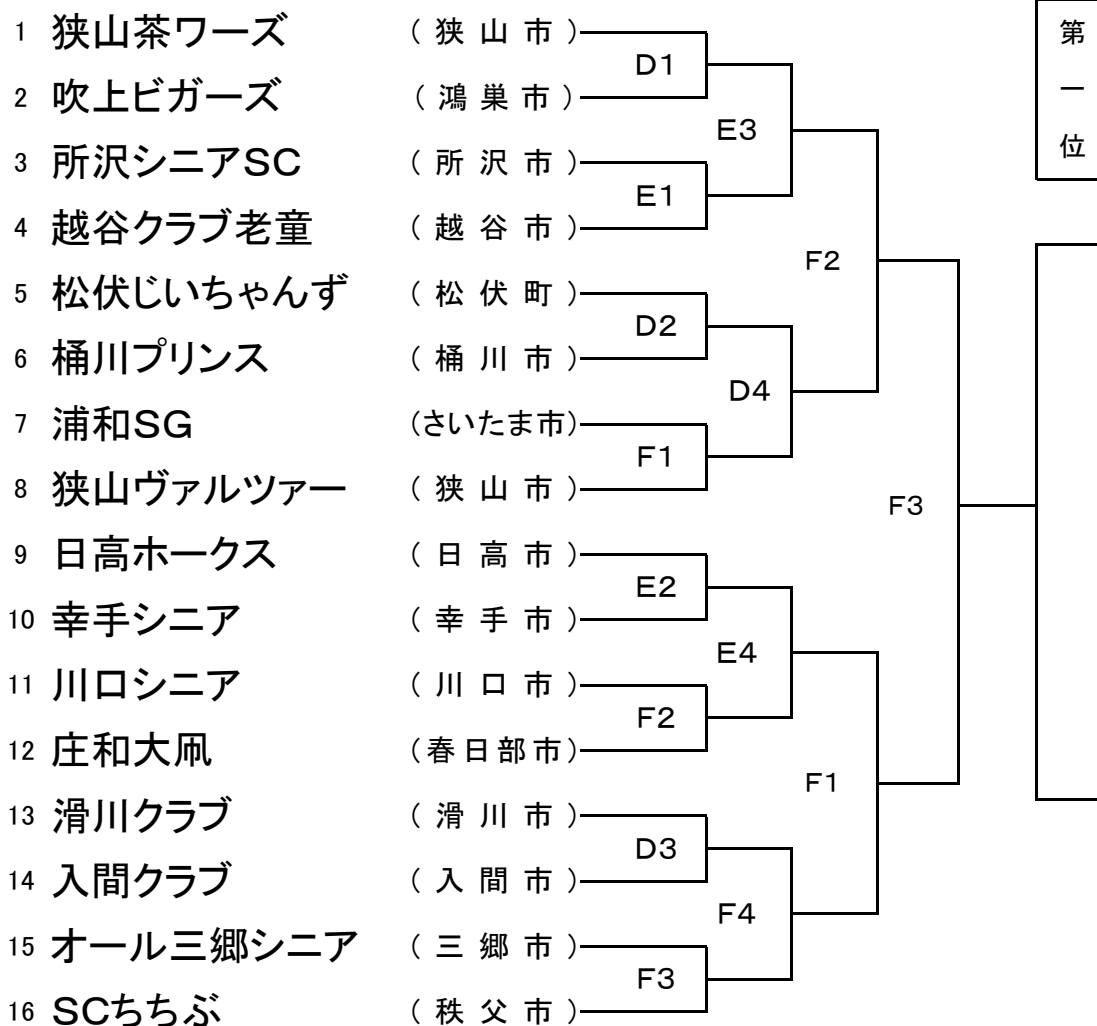 1 狭山茶ワーズ (狭山市)
D1
2 吹上ビガーズ (鴻巣市)
E3
3 所沢シニアSC (所沢市)
E1
4 越谷クラブ老童 (越谷市)
F2
5 松伏じいちゃんず (松伏町)
D2
6 桶川プリンス (桶川市)
D4
7 浦和SG (さいたま市)
F1
8 狭山ヴァルツァー (狭山市)
F3
9 日高ホークス (日高市)
E2
10 幸手シニア (幸手市)
E4
11 川口シニア (川口市)
F2
12 庄和大凧 (春日部市)
F1
13 滑川クラブ (滑川市)
D3
14 入間クラブ (入間市)
F4
15 オール三郷シニア (三郷市)
F3
16 SCちちぶ (秩父市)
第一位